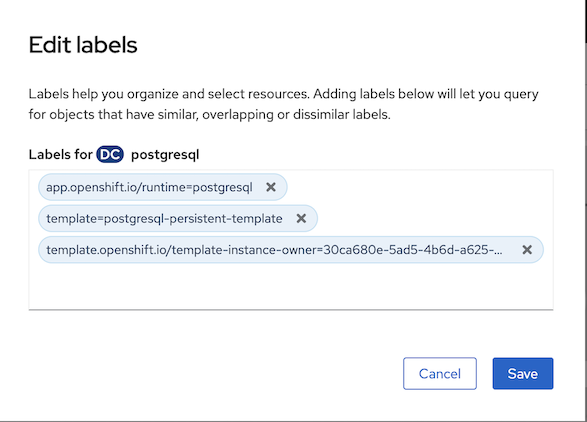 Edit labels
Labels help you organize and select resources. Adding labels below will let you query
for objects that have similar, overlapping or dissimilar labels.
Labels for DC postgresql
app.openshift.io/runtime=postgresql
template=postgresql-persistent-template
template.openshift.io/template-instance-owner=30ca680e-5ad5-4b6d-a625-...
Cancel Save